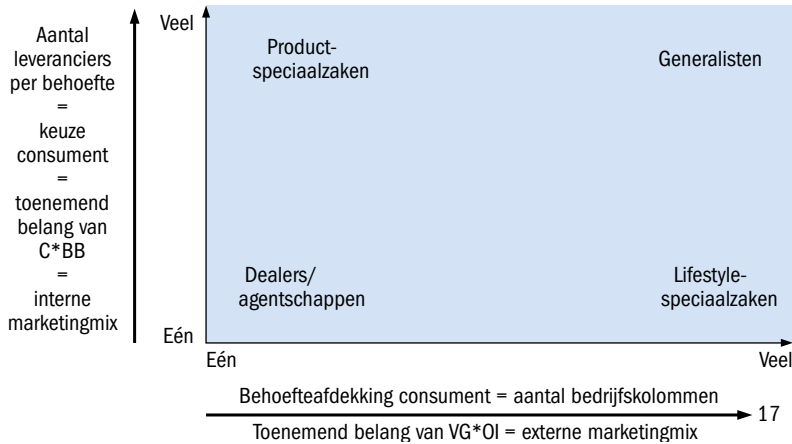 Aantal
leveranciers
per behoefte
=
keuze
consument
=
toenemend
belang van
C*BB
=
interne
marketingmix
Veel
Product-
speciaalzaken
Generalisten
Dealers/
agentschappen
Lifestyle-
speciaalzaken
Eén
Eén
Veel
Behoefteafdekking consument = aantal bedrijfskolommen
17
Toenemend belang van VG*OI = externe marketingmix